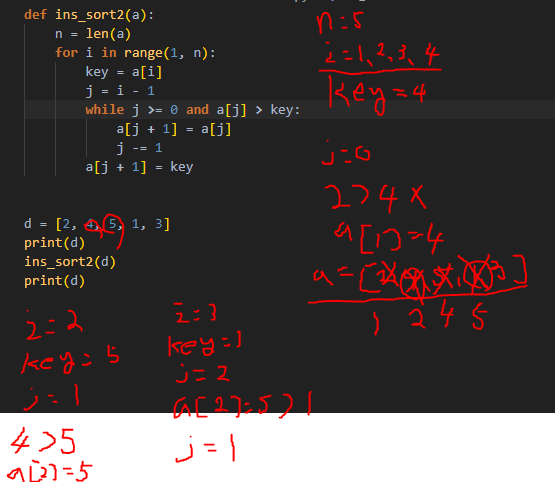 def ins_sort2(a):
    n = len(a)
    for i in range(1, n):
        key = a[i]
        j = i - 1
        while j >= 0 and a[j] > key:
            a[j + 1] = a[j]
            j -= 1
        a[j + 1] = key
d = [2, 4, 5, 1, 3]
print(d)
ins_sort2(d)
print(d)
n=5
i=1,2,3,4
key=4
j=0
2>4 x
a[1]=4
a=[
1 2 4 5
i=2
key=5
j=1
4>5
a[2]=5
i=3
key=1
j=2
a[2]=5>1
j=1